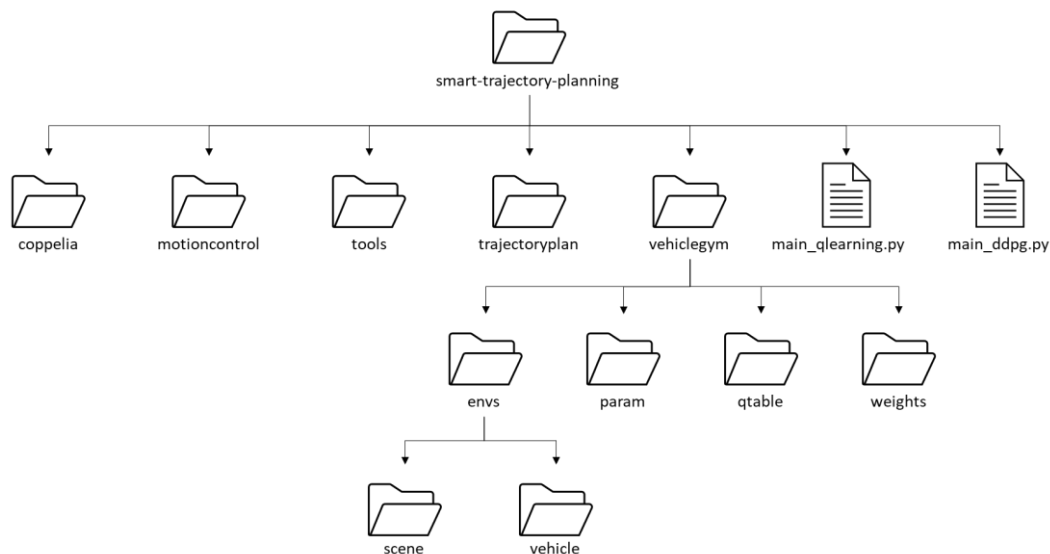 smart-trajectory-planning
coppelia
motioncontrol
tools
trajectoryplan
vehiclegym
main_qlearning.py
main_ddpg.py
envs
param
qtable
weights
scene
vehicle